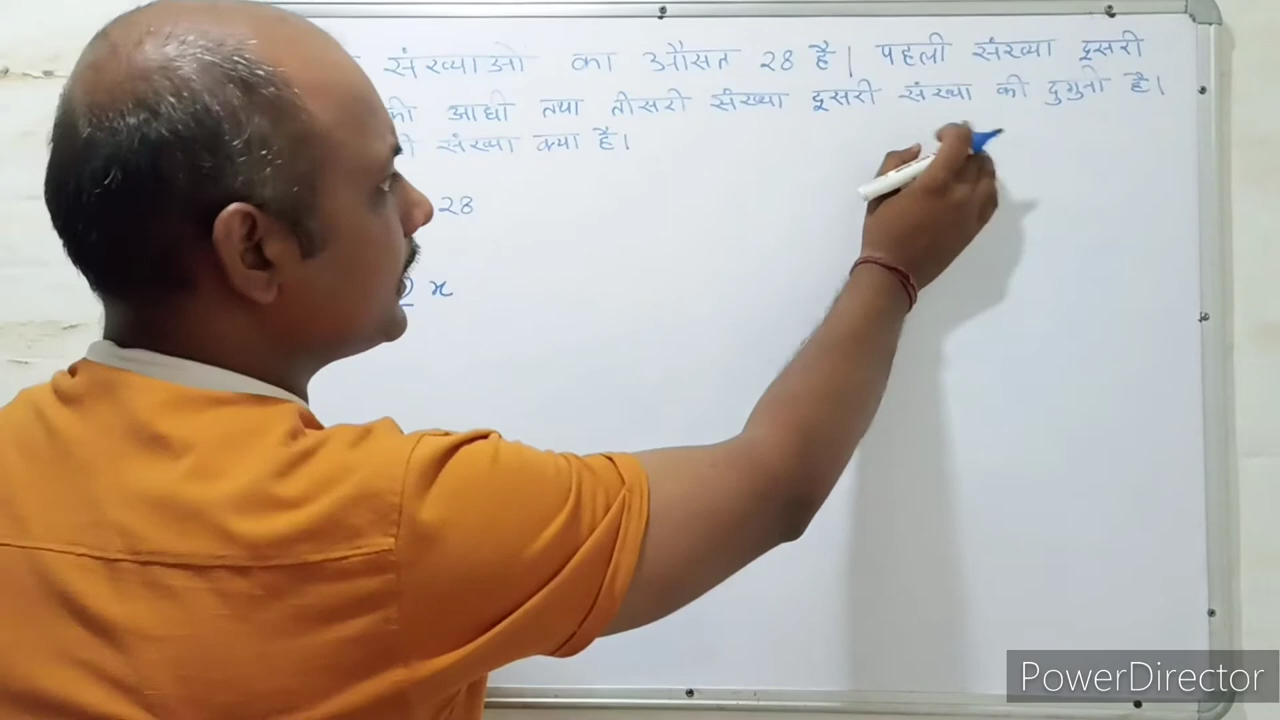 संख्याओं का औसत 28 है। पहली संख्या दूसरी
की आधी तथा तीसरी संख्या दूसरी संख्या की दुगुनी है।
संख्या क्या है।
28
x
PowerDirector